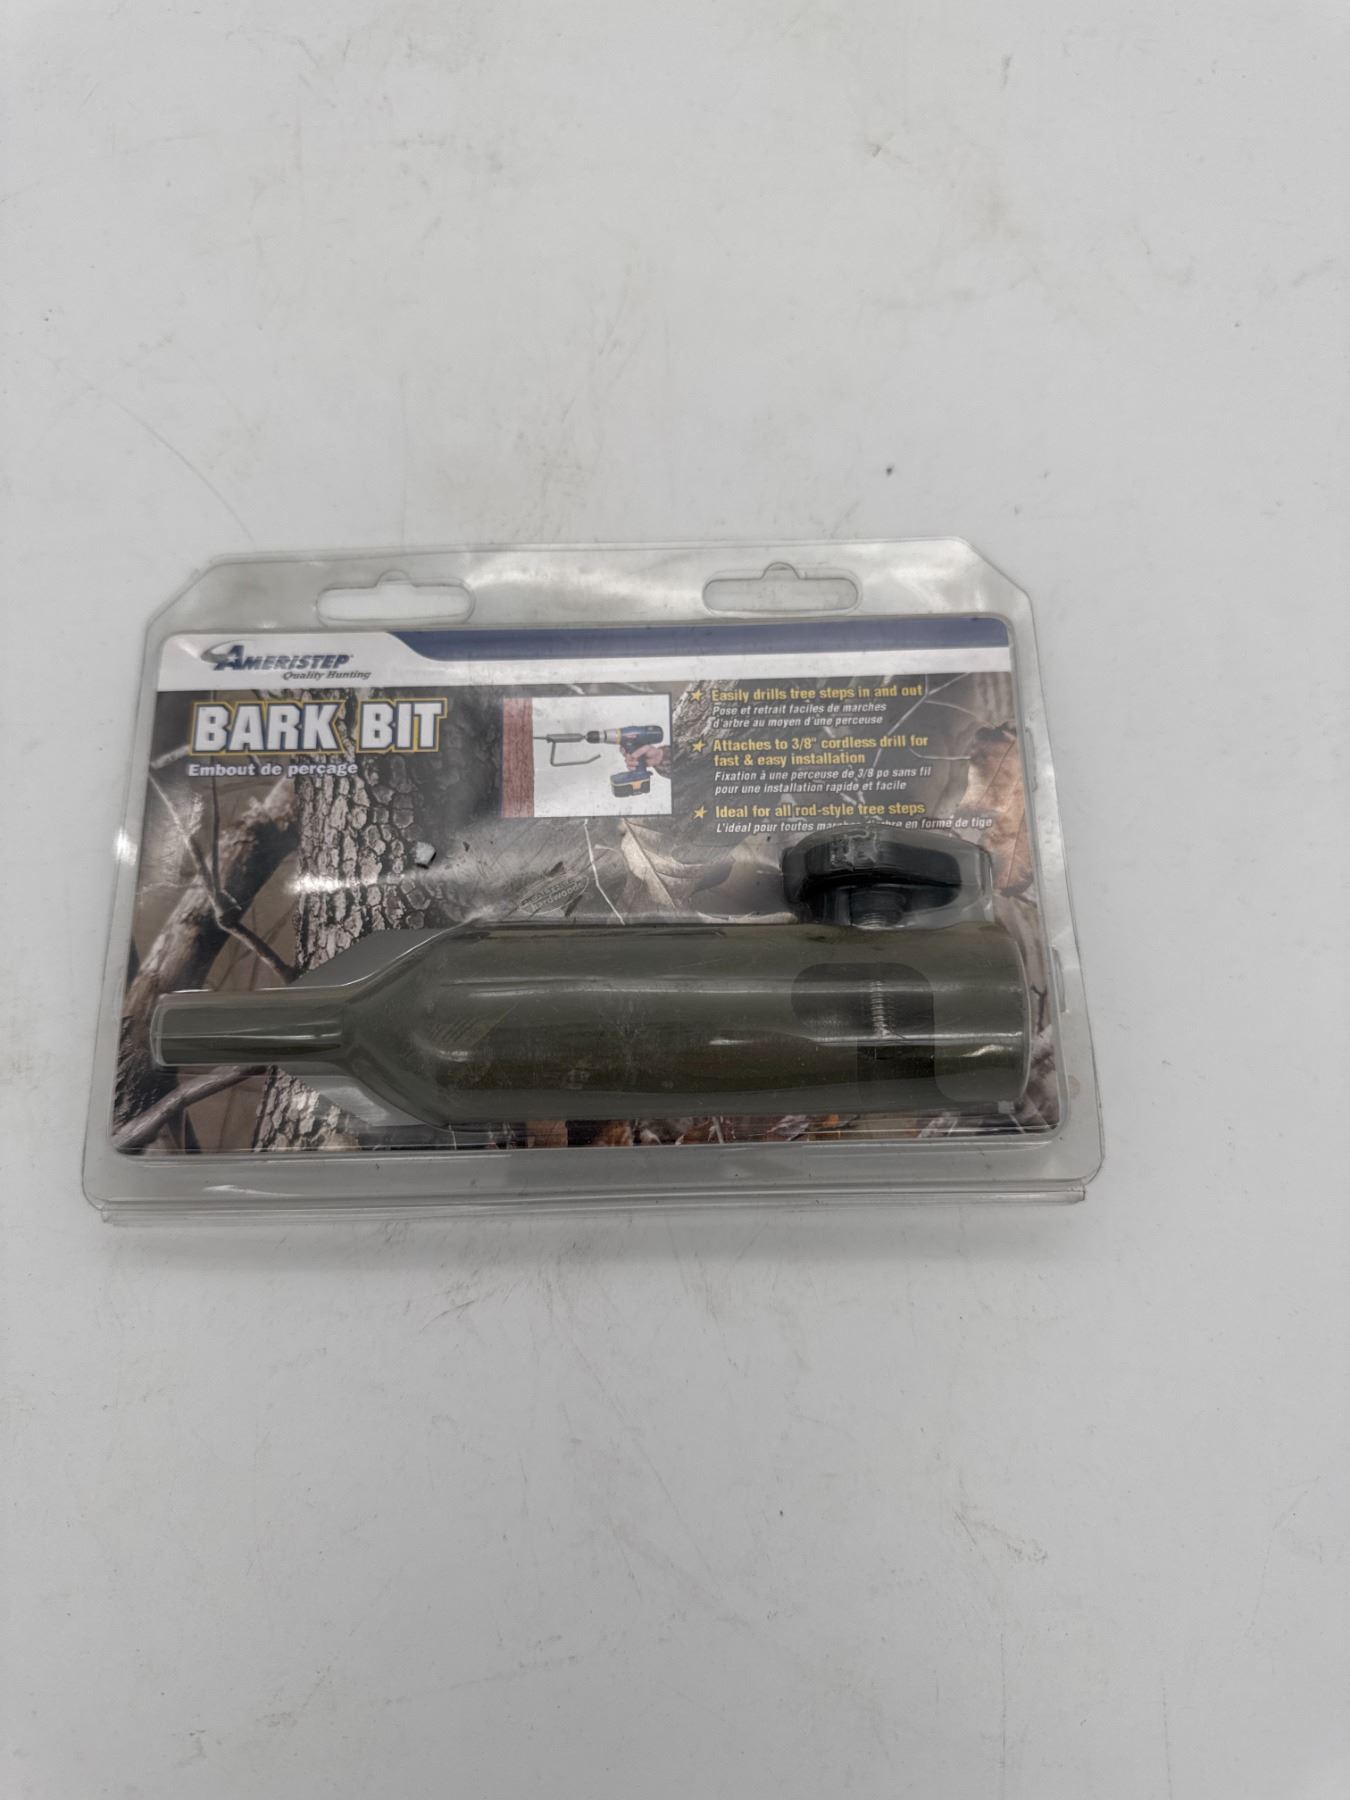 AMERISTEP
Quality Hunting
BARK BIT
Embout de perçage
Easily drills tree steps in and out
Pose et retrait faciles de marches
d'arbre au moyen d'une perceuse
Attaches to 3/8" cordless drill for
fast & easy installation
Fixation à une perceuse de 3/8 po sans fil
pour une installation rapide et facile
Ideal for all rod-style tree steps
L'idéal pour toutes en forme de tige
hardwoods